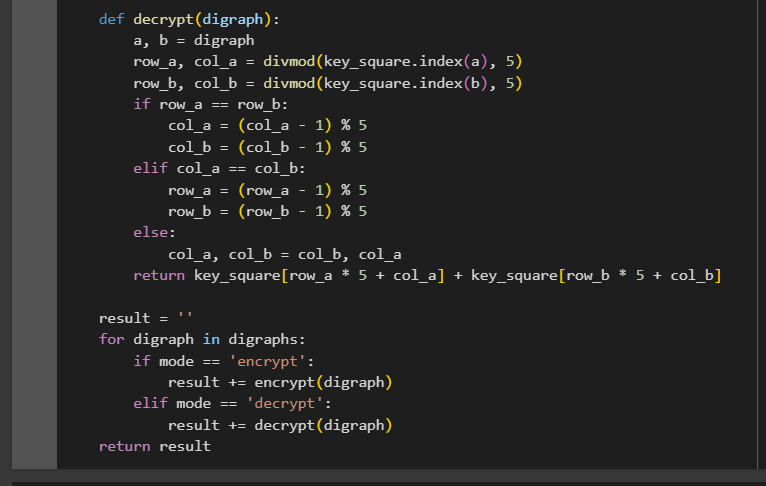 def decrypt(digraph):
    a, b = digraph
    row_a, col_a = divmod(key_square.index(a), 5)
    row_b, col_b = divmod(key_square.index(b), 5)
    if row_a == row_b:
        col_a = (col_a - 1) % 5
        col_b = (col_b - 1) % 5
    elif col_a == col_b:
        row_a = (row_a - 1) % 5
        row_b = (row_b - 1) % 5
    else:
        col_a, col_b = col_b, col_a
    return key_square[row_a * 5 + col_a] + key_square[row_b * 5 + col_b]

result = ''
for digraph in digraphs:
    if mode == 'encrypt':
        result += encrypt(digraph)
    elif mode == 'decrypt':
        result += decrypt(digraph)
return result